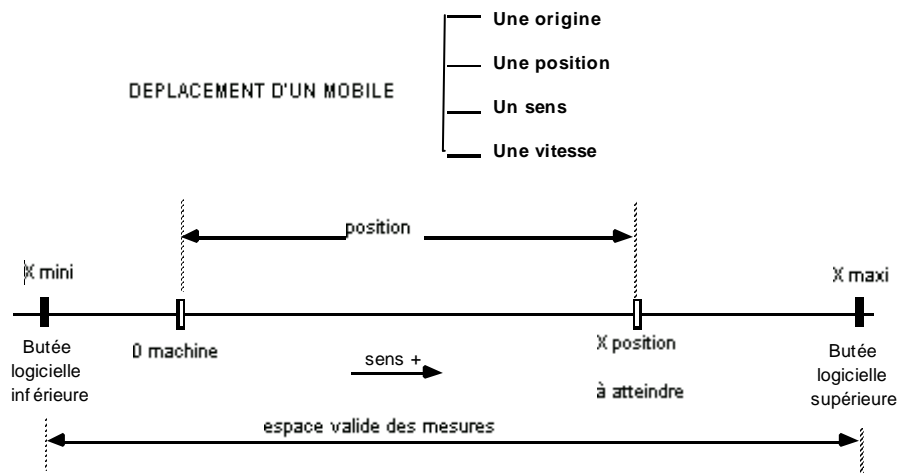 Une origine
Une position
DEPLACEMENT D'UN MOBILE
Un sens
Une vitesse
position
X mini
X maxi
Butée
logicielle
inférieure
0 machine
sens +
X position
à atteindre
Butée
logicielle
supérieure
espace valide des mesures